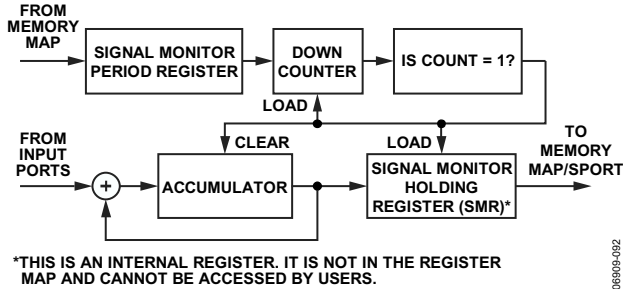 FROM
MEMORY
MAP
SIGNAL MONITOR
PERIOD REGISTER
DOWN
COUNTER
IS COUNT = 1?
LOAD
FROM
INPUT
PORTS
CLEAR
LOAD
TO
MEMORY
MAP/SPORT
+
ACCUMULATOR
SIGNAL MONITOR
HOLDING
REGISTER (SMR)*
*THIS IS AN INTERNAL REGISTER. IT IS NOT IN THE REGISTER
MAP AND CANNOT BE ACCESSED BY USERS.
06909-092